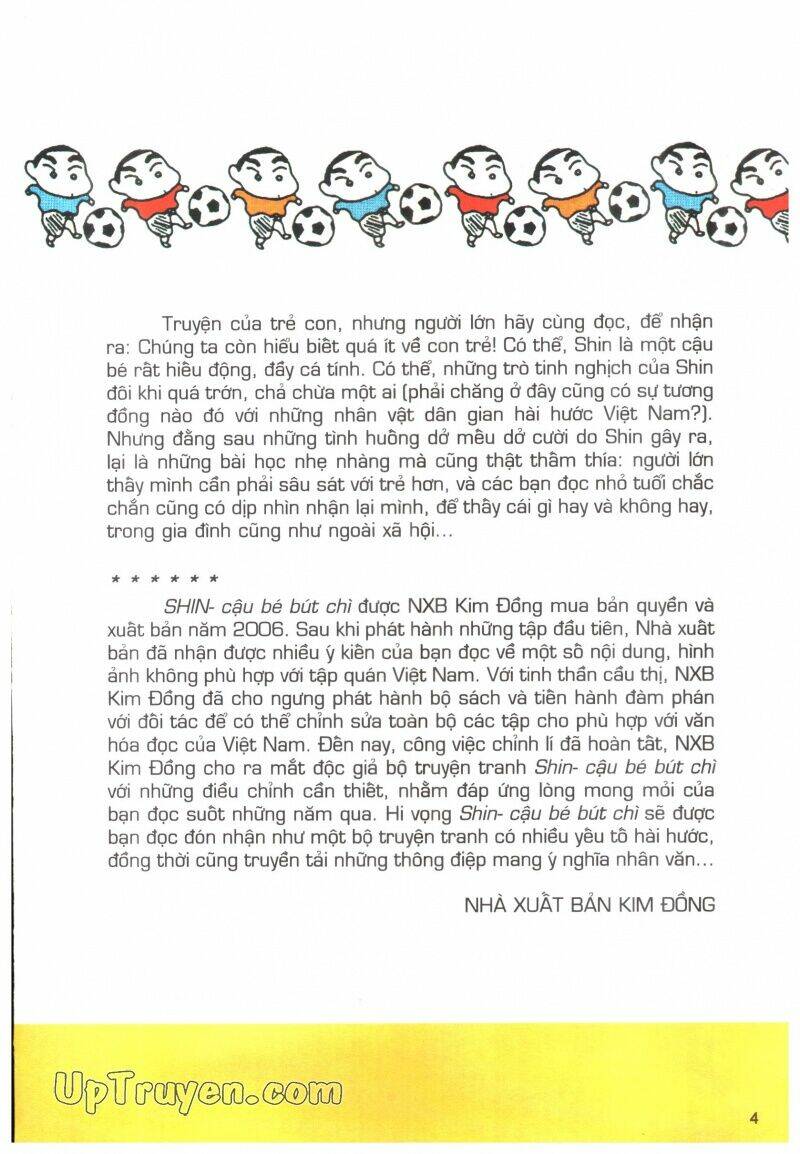 Truyện của trẻ con, nhưng người lớn hãy cùng đọc, để nhận
ra: Chúng ta còn hiểu biết quá ít về con trẻ! Có thể, Shin là một cậu
bé rất hiếu động, đầy cá tính. Có thể, những trò tinh nghịch của Shin
đôi khi quá trớn, chả chừa một ai (phải chăng ở đây cũng có sự tương
đồng nào đó với những nhân vật dân gian hài hước Việt Nam?).
Nhưng đằng sau những tình huống dở mếu dở cười do Shin gây ra,
lại là những bài học nhẹ nhàng mà cũng thật thấm thía: người lớn
thấy mình cần phải sâu sát với trẻ hơn, và các bạn đọc nhỏ tuổi chắc
chắn cũng có dịp nhìn nhận lại mình, để thấy cái gì hay và không hay,
trong gia đình cũng như ngoài xã hội...
* * * * * *
SHIN- cậu bé bút chì được NXB Kim Đồng mua bản quyền và
xuất bản năm 2006. Sau khi phát hành những tập đầu tiên, Nhà xuất
bản đã nhận được nhiều ý kiến của bạn đọc về một số nội dung, hình
ảnh không phù hợp với tập quán Việt Nam. Với tinh thần cầu thị, NXB
Kim Đồng đã cho ngưng phát hành bộ sách và tiến hành đàm phán
với đối tác để có thể chỉnh sửa toàn bộ các tập cho phù hợp với văn
hóa đọc của Việt Nam. Đến nay, công việc chỉnh lí đã hoàn tất, NXB
Kim Đồng cho ra mắt độc giả bộ truyện tranh Shin- cậu bé bút chì
với những điều chỉnh cần thiết, nhằm đáp ứng lòng mong mỏi của
bạn đọc suốt những năm qua. Hi vọng Shin- cậu bé bút chì sẽ được
bạn đọc đón nhận như một bộ truyện tranh có nhiều yếu tố hài hước,
đồng thời cũng truyền tải những thông điệp mang ý nghĩa nhân văn...
NHÀ XUẤT BẢN KIM ĐỒNG
UpTruyen.com
4